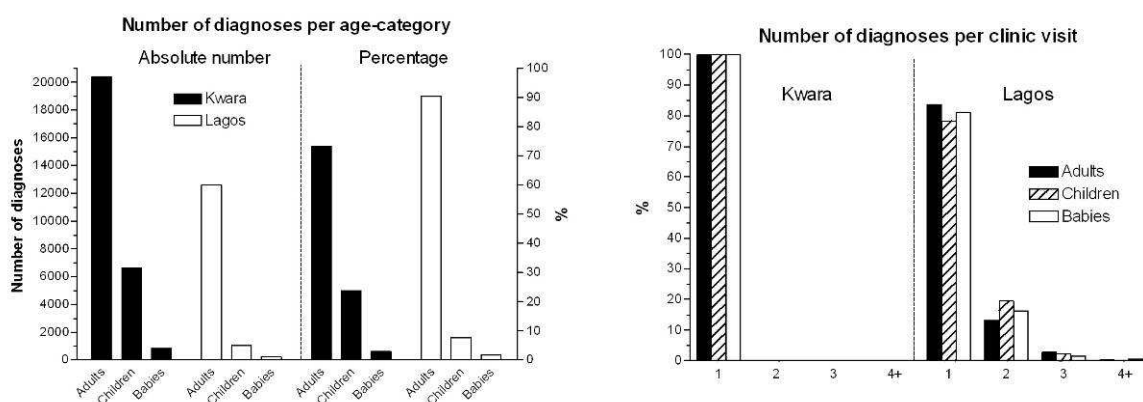 Number of diagnoses per age-category
Absolute number
Percentage
Number of diagnoses
20000
18000
16000
14000
12000
10000
8000
6000
4000
2000
0
Kwara
Lagos
100
90
80
70
60
50
40
30
20
10
0
%
Adults
Children
Babies
Adults
Children
Babies
Adults
Children
Babies
Adults
Children
Babies
Number of diagnoses per clinic visit
%
100
90
80
70
60
50
40
30
20
10
0
Kwara
Lagos
Adults
Children
Babies
1 2 3 4+ 1 2 3 4+